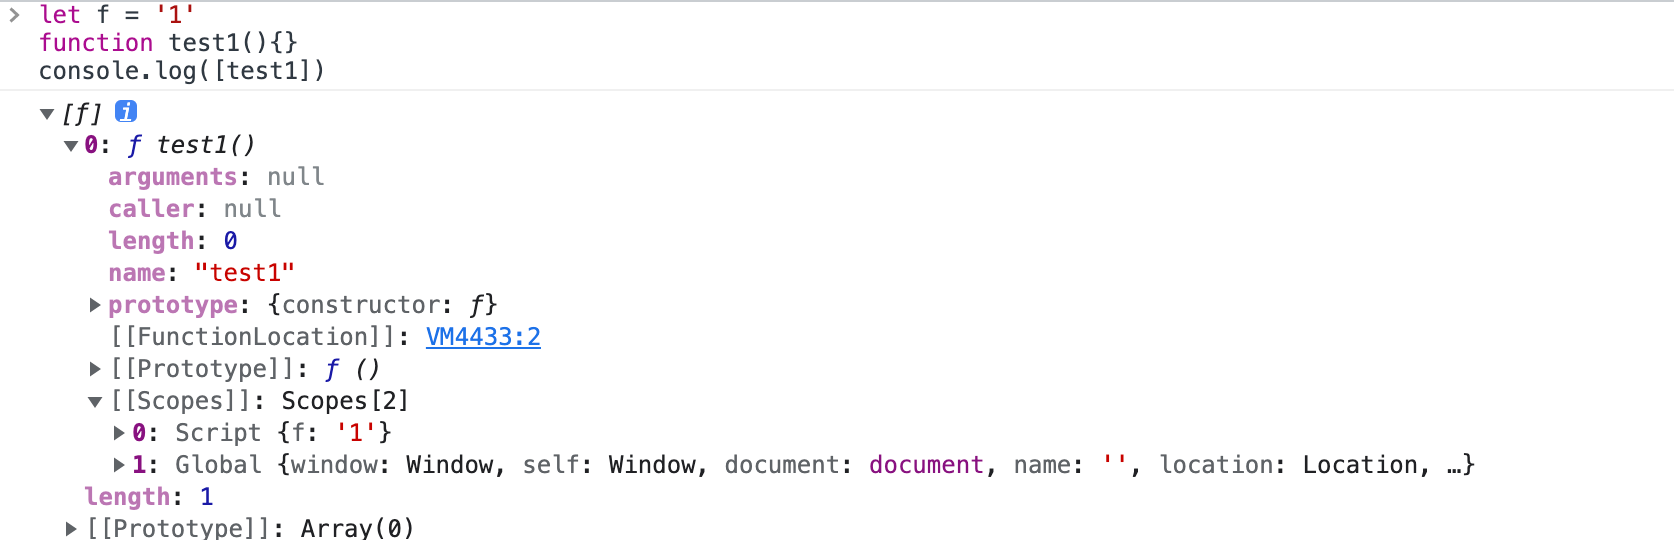 let f = '1'
function test1(){}
console.log([test1])
[f] i
0: ƒ test1()
arguments: null
caller: null
length: 0
name: "test1"
prototype: {constructor: ƒ}
[[FunctionLocation]]: VM4433:2
[[Prototype]]: ƒ ()
[[Scopes]]: Scopes[2]
0: Script {f: '1'}
1: Global {window: Window, self: Window, document: document, name: '', location: Location, …}
length: 1
[[Prototype]]: Array(0)